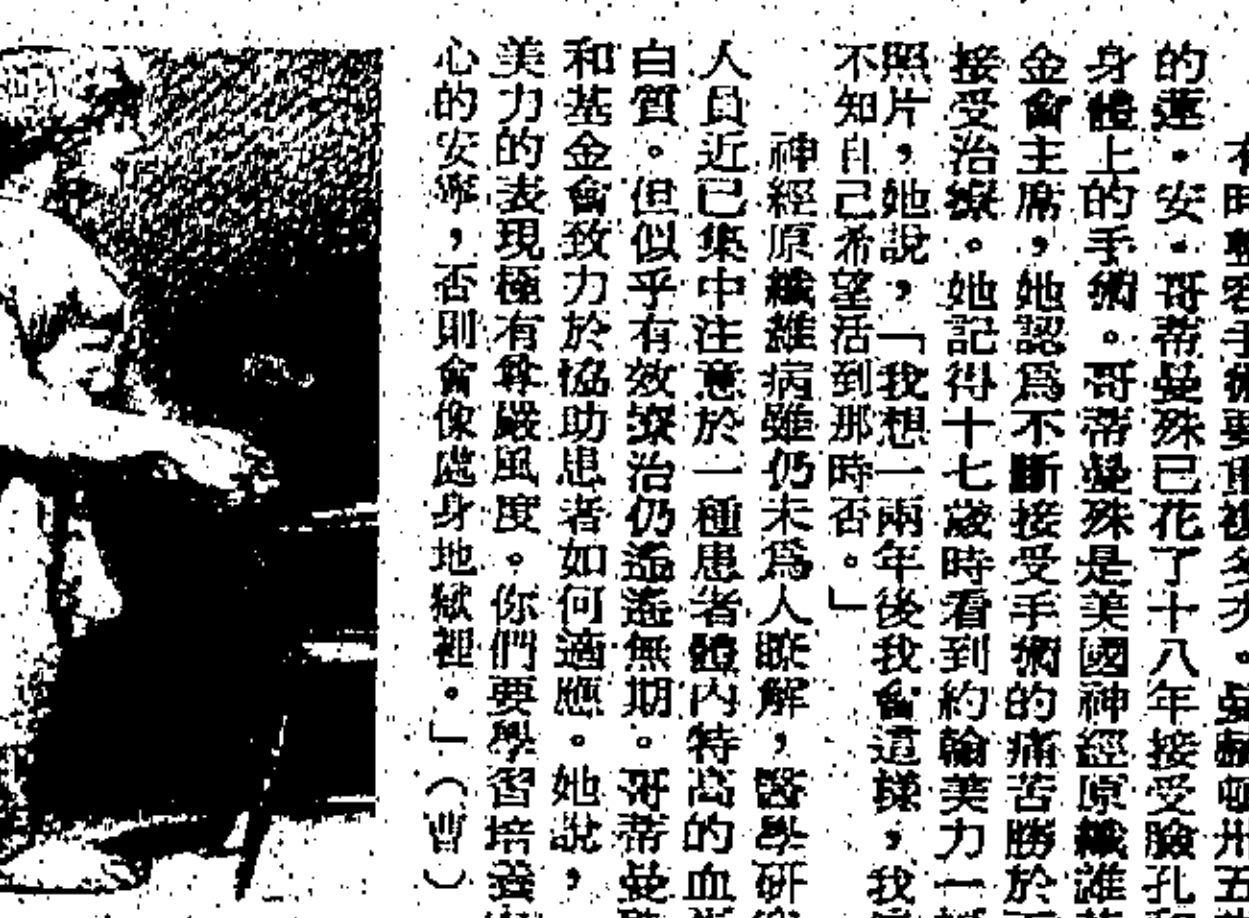 有時整容手術要重複多次。
的蓮・安・哥蒂曼殊已花了十八年接受臉孔
身體上的手術。哥蒂曼殊是美國神經原纖維
金會主席,她認爲不斷接受手術的痛苦勝於
接受治療。她記得十七歲時看到約翰美力一
照片,她說,「我想一兩年後我會這樣,我
不知自己希望活到那時否。」
神經原纖維病雖仍未爲人瞭解,醫學研
人員近已集中注意於一種患者體內特高的血
白質。但似乎有效療治仍遙遙無期。哥蒂曼
和基金會致力於協助患者如何適應。她說,
美力的表現極有尊嚴風度。你們要學習培養
心的安寧,否則會像處身地獄裡。」(曹)